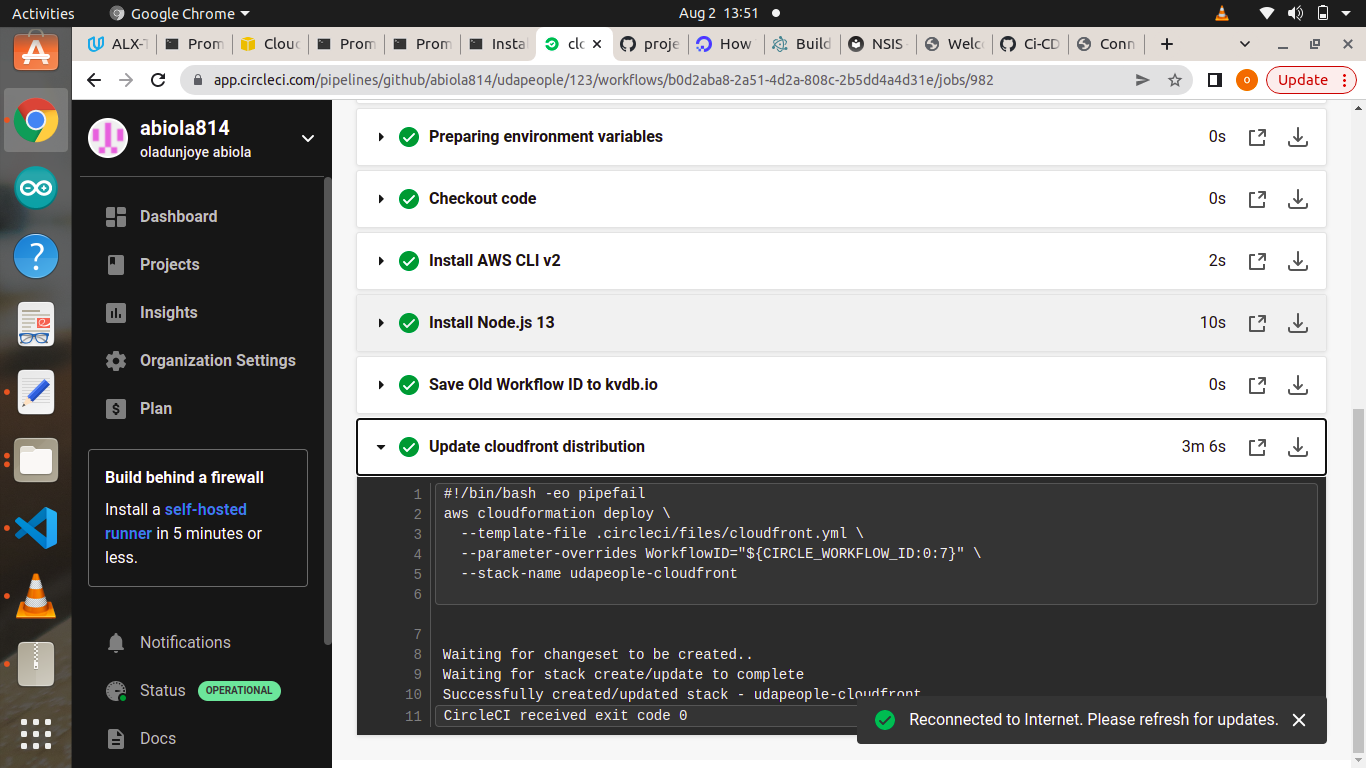 Activities
Google Chrome
Aug 2 13:51
ALX-T
Prom
Clou
Prom
Prom
Insta
clo
proje
How
Build
NSIS
Welc
Ci-CD
Conn
app.circleci.com/pipelines/github/abiola814/udapeople/123/workflows/b0d2aba8-2a51-4d2a-808c-2b5dd4a4d31e/jobs/982
o
Update
abiola814
oladunjoye abiola
Dashboard
Projects
Insights
Organization Settings
Plan
Build behind a firewall
Install a self-hosted
runner in 5 minutes or
less.
Notifications
Status OPERATIONAL
Docs
Preparing environment variables 0s
Checkout code 0s
Install AWS CLI v2 2s
Install Node.js 13 10s
Save Old Workflow ID to kvdb.io 0s
Update cloudfront distribution 3m 6s
1 #!/bin/bash -eo pipefail
2 aws cloudformation deploy \
3 --template-file .circleci/files/cloudfront.yml \
4 --parameter-overrides WorkflowID="${CIRCLE_WORKFLOW_ID:0:7}" \
5 --stack-name udapeople-cloudfront
6
7
8 Waiting for changeset to be created..
9 Waiting for stack create/update to complete
10 Successfully created/updated stack - udapeople-cloudfront
11 CircleCI received exit code 0
Reconnected to Internet. Please refresh for updates.